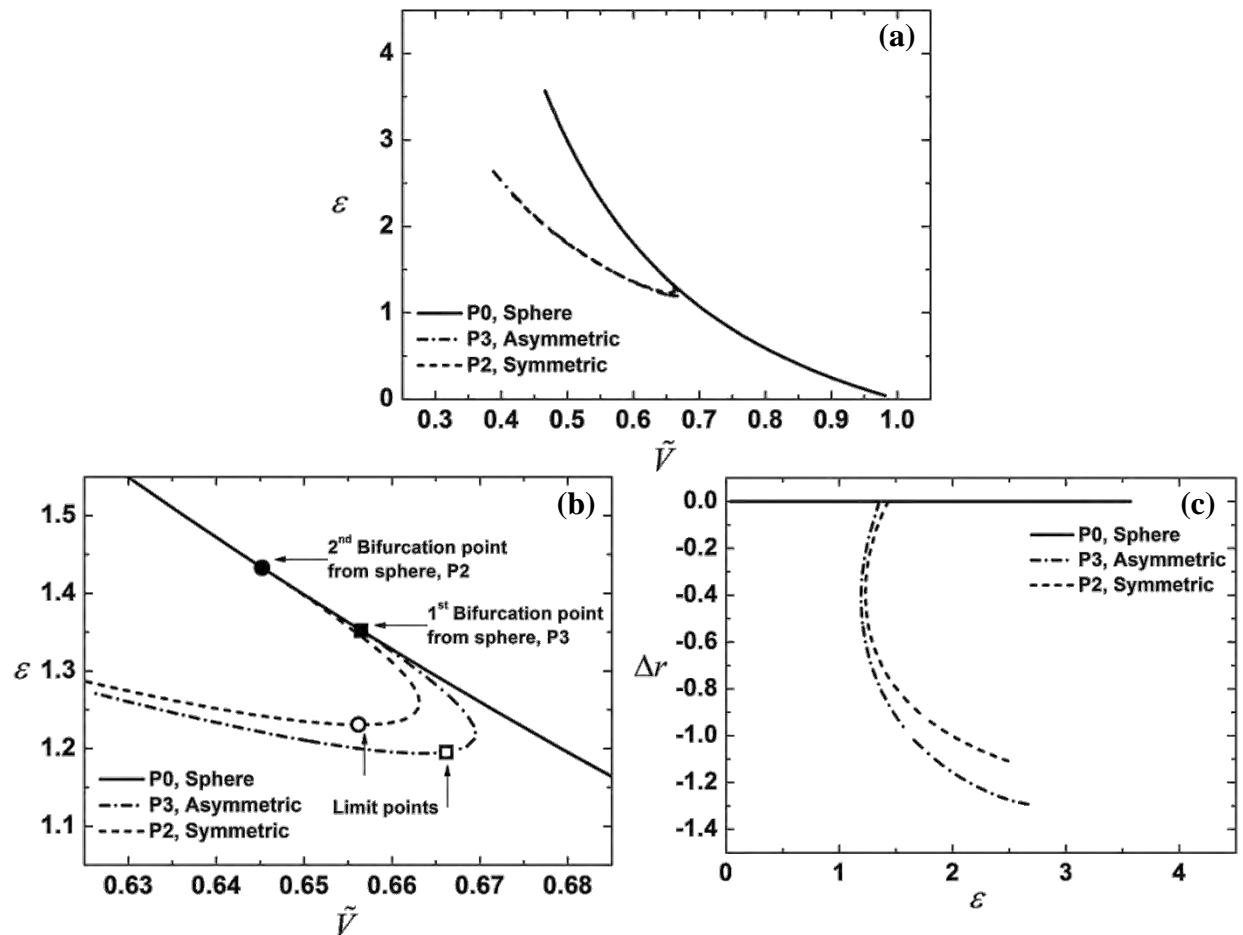 (a)
4
3
ε
2
1
0
P0, Sphere
P3, Asymmetric
P2, Symmetric
0.3 0.4 0.5 0.6 0.7 0.8 0.9 1.0
Ṽ
(b)
1.5
1.4
1.3
ε
1.2
1.1
2nd Bifurcation point
from sphere, P2
1st Bifurcation point
from sphere, P3
Limit points
P0, Sphere
P3, Asymmetric
P2, Symmetric
0.63 0.64 0.65 0.66 0.67 0.68
Ṽ
(c)
0.0
-0.2
-0.4
-0.6
Δr
-0.8
-1.0
-1.2
-1.4
P0, Sphere
P3, Asymmetric
P2, Symmetric
0 1 2 3 4
ε